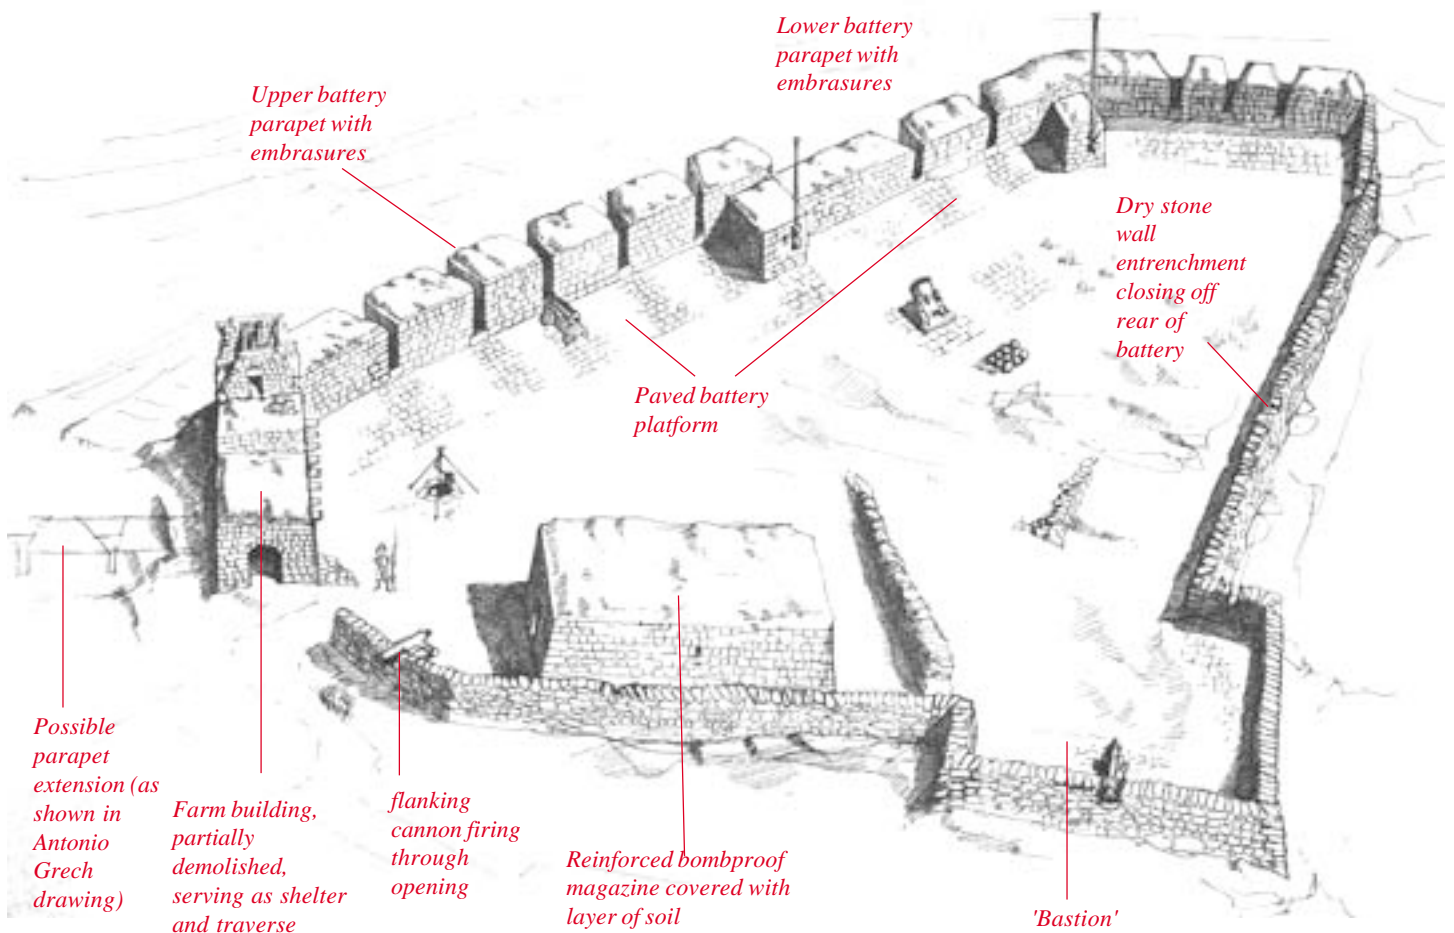 Lower battery
parapet with
embrasures
Upper battery
parapet with
embrasures
Dry stone
wall
entrenchment
closing off
rear of
battery
Paved battery
platform
Possible
parapet
extension (as
shown in
Antonio
Grech
drawing)
Farm building,
partially
demolished,
serving as shelter
and traverse
flanking
cannon firing
through
opening
Reinforced bombproof
magazine covered with
layer of soil
'Bastion'